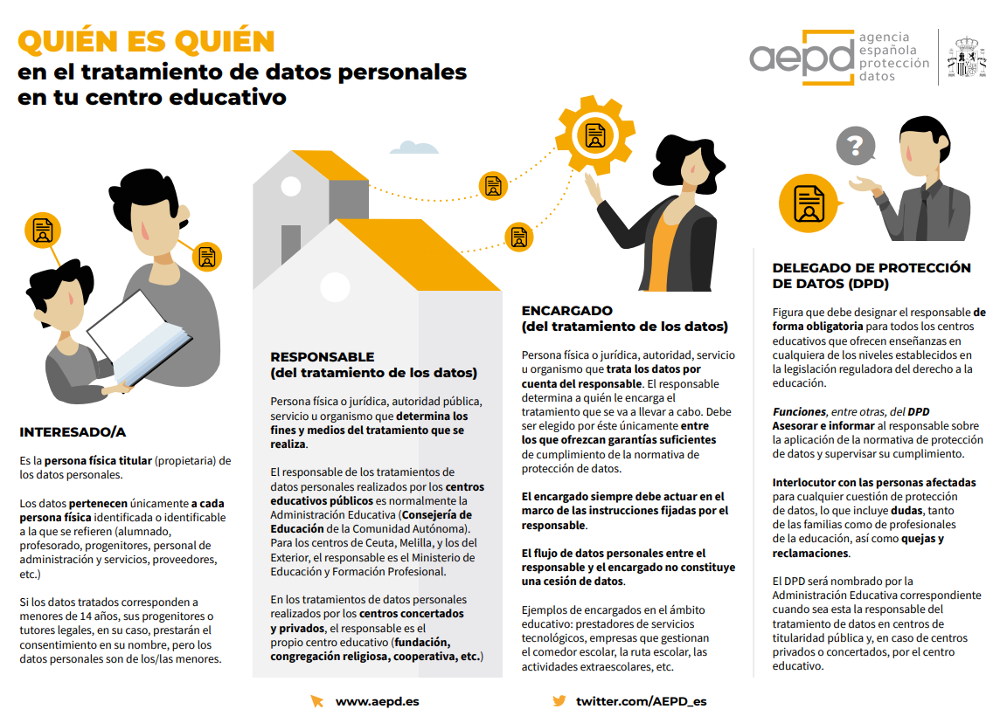 QUIÉN ES QUIÉN
en el tratamiento de datos personales
en tu centro educativo
aepd
agencia
española
protección
datos
?
INTERESADO/A
Es la persona física titular (propietaria) de
los datos personales.
Los datos pertenecen únicamente a cada
persona física identificada o identificable
a la que se refieren (alumnado,
profesorado, progenitores, personal de
administración y servicios, proveedores,
etc.)
Si los datos tratados corresponden a
menores de 14 años, sus progenitores o
tutores legales, en su caso, prestarán el
consentimiento en su nombre, pero los
datos personales son de los/las menores.
RESPONSABLE
(del tratamiento de los datos)
Persona física o jurídica, autoridad pública,
servicio u organismo que determina los
fines y medios del tratamiento que se
realiza.
El responsable de los tratamientos de
datos personales realizados por los centros
educativos públicos es normalmente la
Administración Educativa (Consejería de
Educación de la Comunidad Autónoma).
Para los centros de Ceuta, Melilla, y los del
Exterior, el responsable es el Ministerio de
Educación y Formación Profesional.
En los tratamientos de datos personales
realizados por los centros concertados
y privados, el responsable es el
propio centro educativo (fundación,
congregación religiosa, cooperativa, etc.)
ENCARGADO
(del tratamiento de los datos)
Persona física o jurídica, autoridad, servicio
u organismo que trata los datos por
cuenta del responsable. El responsable
determina a quién le encarga el
tratamiento que se va a llevar a cabo. Debe
ser elegido por éste únicamente entre
los que ofrezcan garantías suficientes
de cumplimiento de la normativa de
protección de datos.
El encargado siempre debe actuar en el
marco de las instrucciones fijadas por el
responsable.
El flujo de datos personales entre el
responsable y el encargado no constituye
una cesión de datos.
Ejemplos de encargados en el ámbito
educativo: prestadores de servicios
tecnológicos, empresas que gestionan
el comedor escolar, la ruta escolar, las
actividades extraescolares, etc.
DELEGADO DE PROTECCIÓN
DE DATOS (DPD)
Figura que debe designar el responsable de
forma obligatoria para todos los centros
educativos que ofrecen enseñanzas en
cualquiera de los niveles establecidos en
la legislación reguladora del derecho a la
educación.
Funciones, entre otras, del DPD
Asesorar e informar al responsable sobre
la aplicación de la normativa de protección
de datos y supervisar su cumplimiento.
Interlocutor con las personas afectadas
para cualquier cuestión de protección
de datos, lo que incluye dudas, tanto
de las familias como de profesionales
de la educación, así como quejas y
reclamaciones.
El DPD será nombrado por la
Administración Educativa correspondiente
cuando sea esta la responsable del
tratamiento de datos en centros de
titularidad pública y, en caso de centros
privados o concertados, por el centro
educativo.
www.aepd.es
twitter.com/AEPD_es